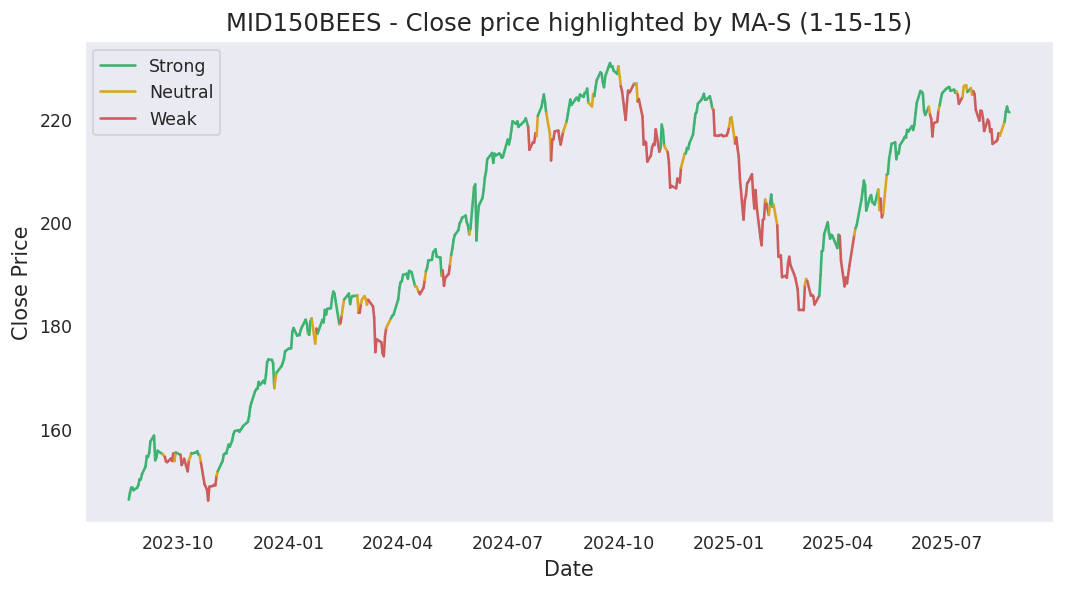 MID150BEES - Close price highlighted by MA-S (1-15-15)
Strong
Neutral
Weak
Close Price
220
200
180
160
2023-10 2024-01 2024-04 2024-07 2024-10 2025-01 2025-04 2025-07
Date